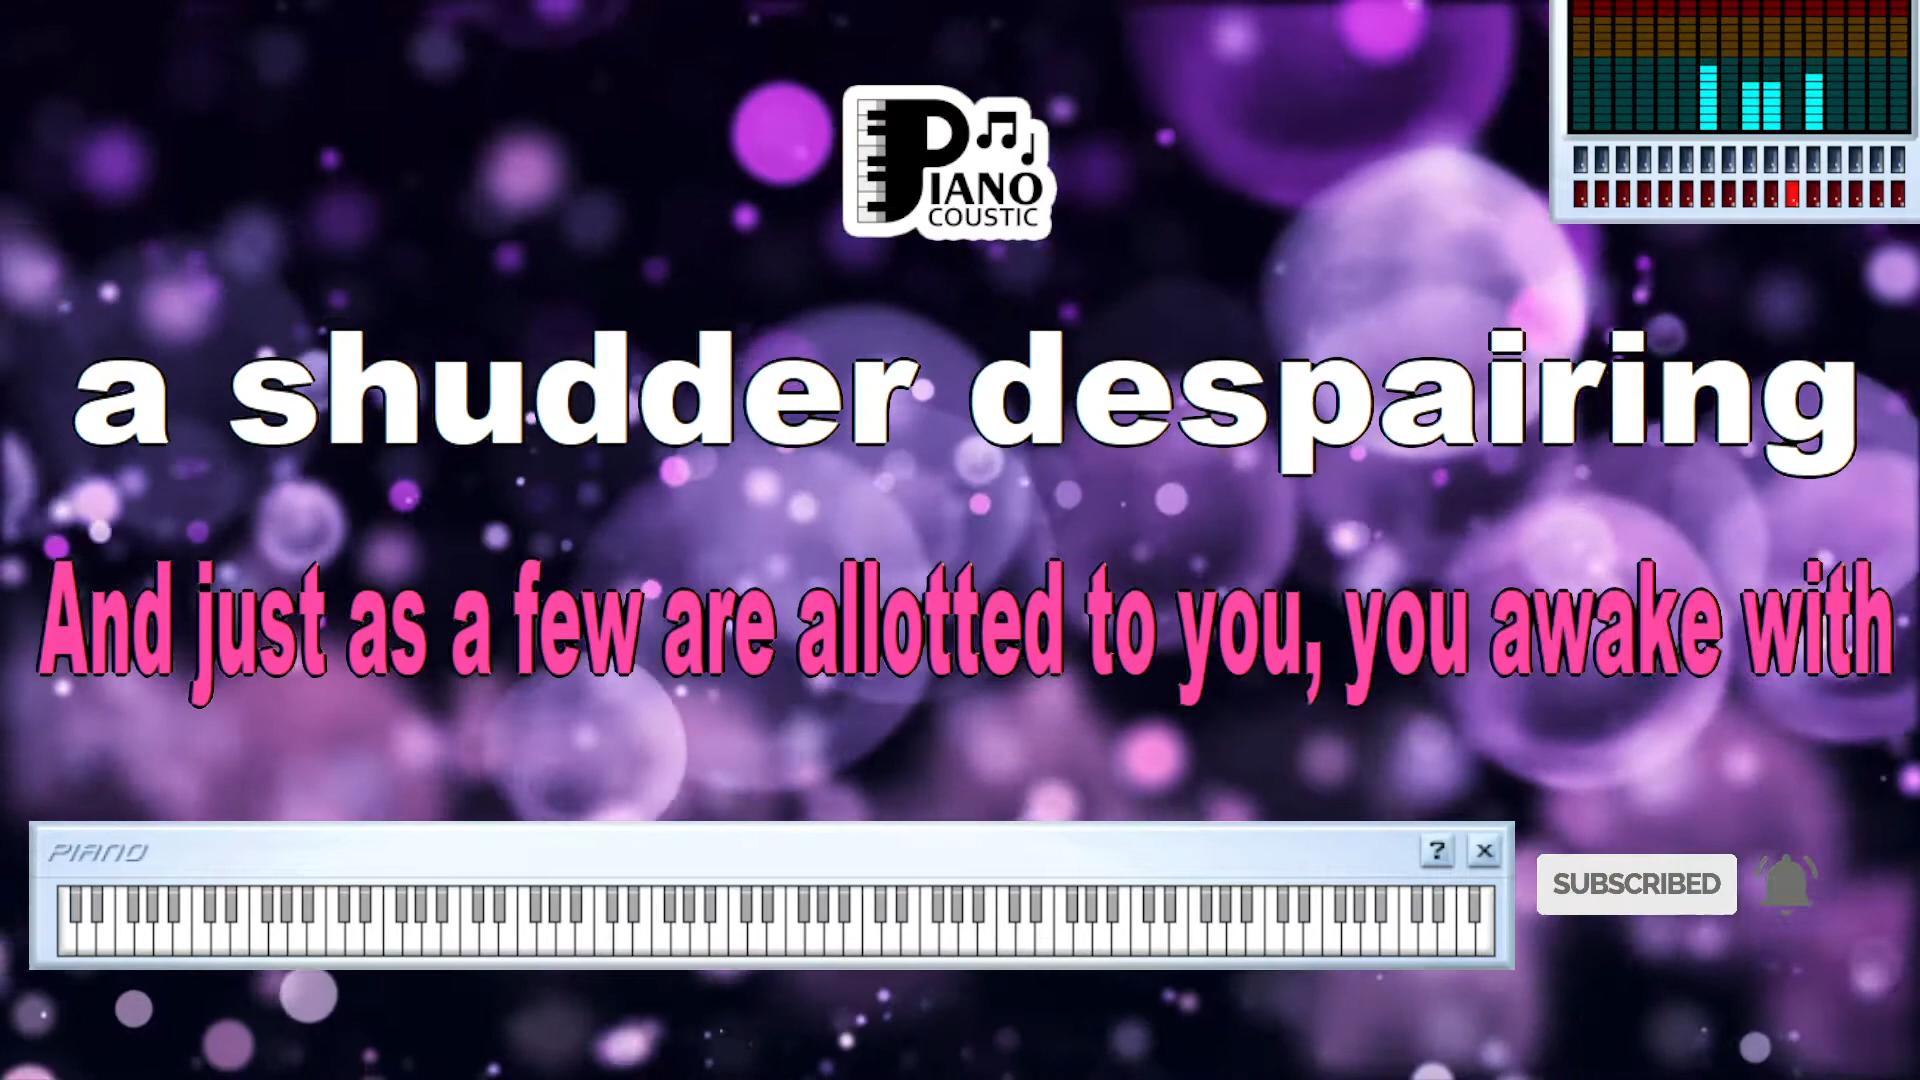 PIANO
COUSTIC
a shudder despairing
And just as a few are allotted to you, you awake with
PIANO
? X
SUBSCRIBED